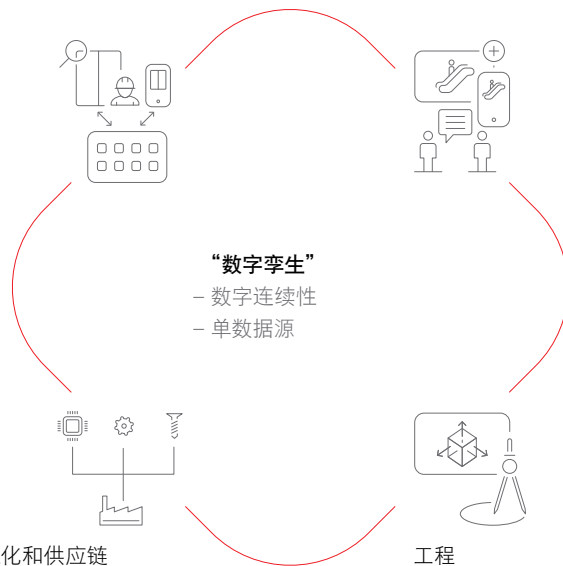 “数字孪生”
– 数字连续性
– 单数据源
化和供应链
工程